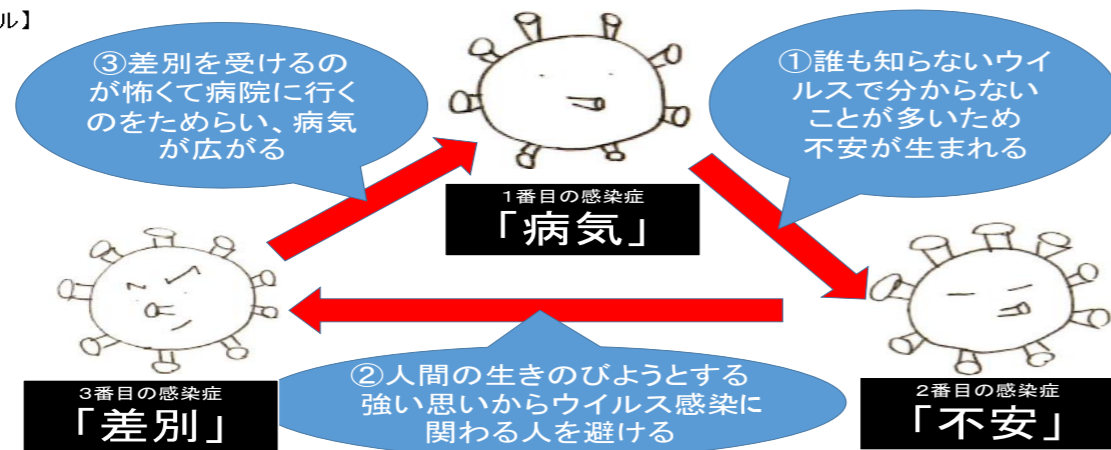 ル】
③差別を受けるの
が怖くて病院に行く
のをためらい、病気
が広がる
①誰も知らないウイ
ルスで分からない
ことが多いため
不安が生まれる
1番目の感染症
「病気」
3番目の感染症
「差別」
②人間の生きのびようとする
強い思いからウイルス感染に
関わる人を避ける
2番目の感染症
「不安」